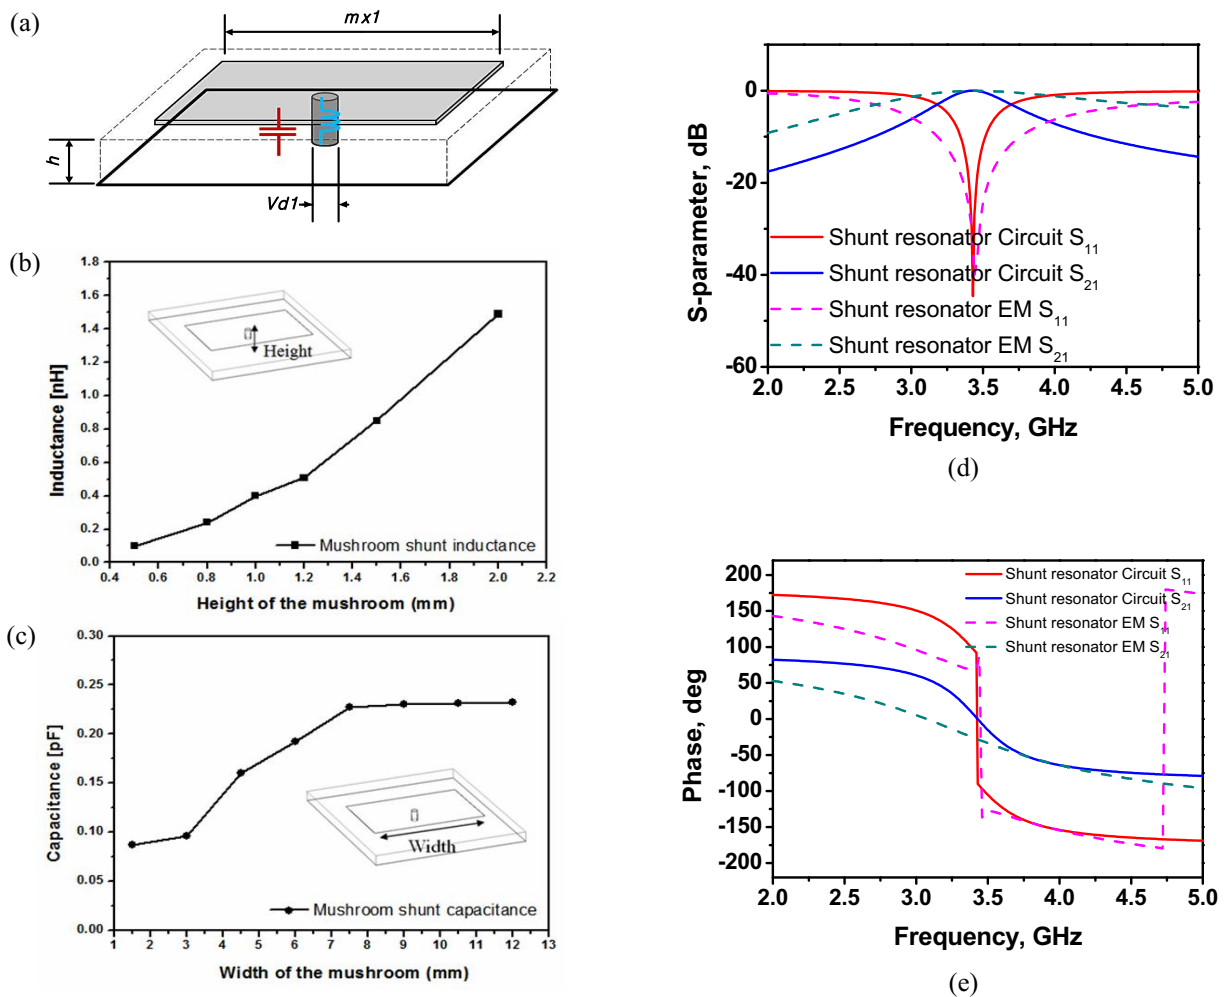 (a)
mx1
h
Vd1
(b)
1.8
1.6
1.4
1.2
1.0
0.8
0.6
0.4
0.2
0.0
Inductance [nH]
Height
Mushroom shunt inductance
0.4 0.6 0.8 1.0 1.2 1.4 1.6 1.8 2.0 2.2
Height of the mushroom (mm)
(c)
0.30
0.25
0.20
0.15
0.10
0.05
0.00
Capacitance [pF]
Width
Mushroom shunt capacitance
1 2 3 4 5 6 7 8 9 10 11 12 13
Width of the mushroom (mm)
0
-20
-40
-60
S-parameter, dB
Shunt resonator Circuit S11
Shunt resonator Circuit S21
Shunt resonator EM S11
Shunt resonator EM S21
2.0 2.5 3.0 3.5 4.0 4.5 5.0
Frequency, GHz
(d)
200
150
100
50
0
-50
-100
-150
-200
Phase, deg
Shunt resonator Circuit S11
Shunt resonator Circuit S21
Shunt resonator EM S11
Shunt resonator EM S21
2.0 2.5 3.0 3.5 4.0 4.5 5.0
Frequency, GHz
(e)